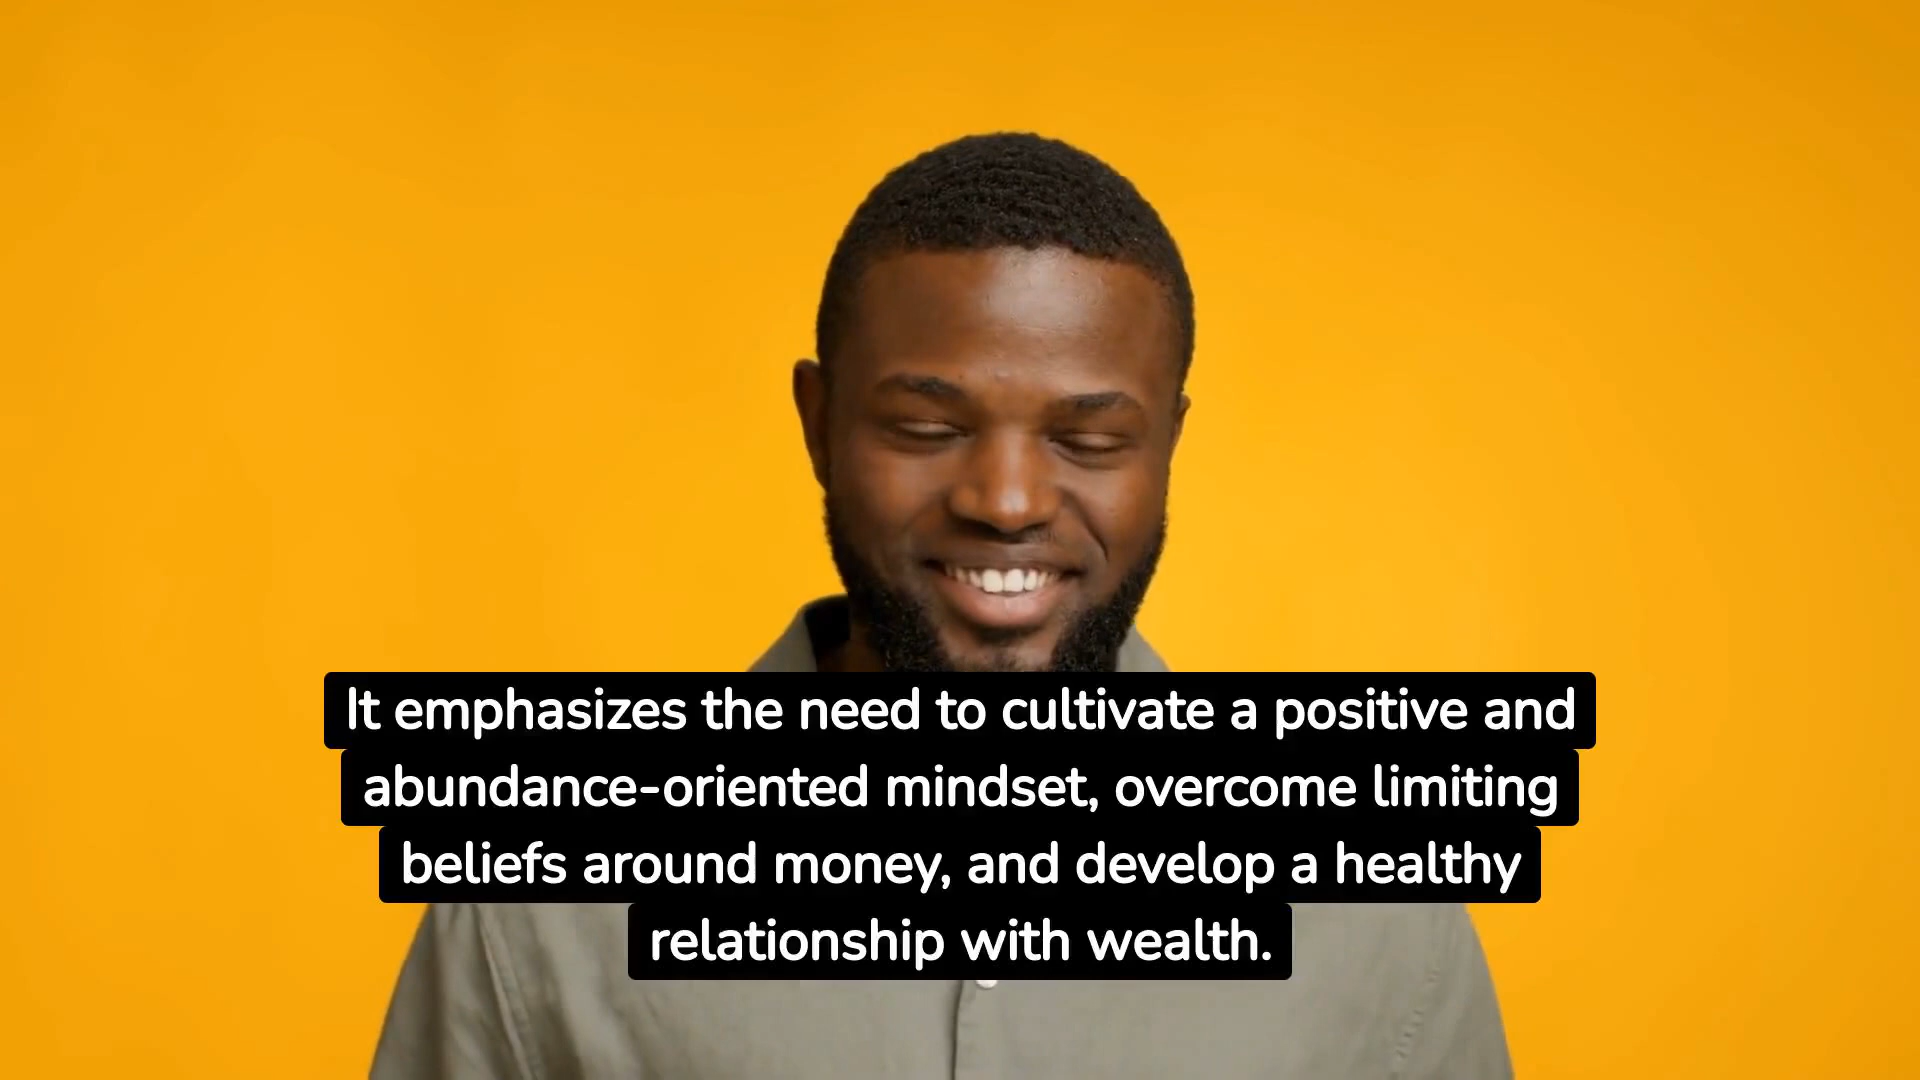 It emphasizes the need to cultivate a positive and
abundance-oriented mindset, overcome limiting
beliefs around money, and develop a healthy
relationship with wealth.